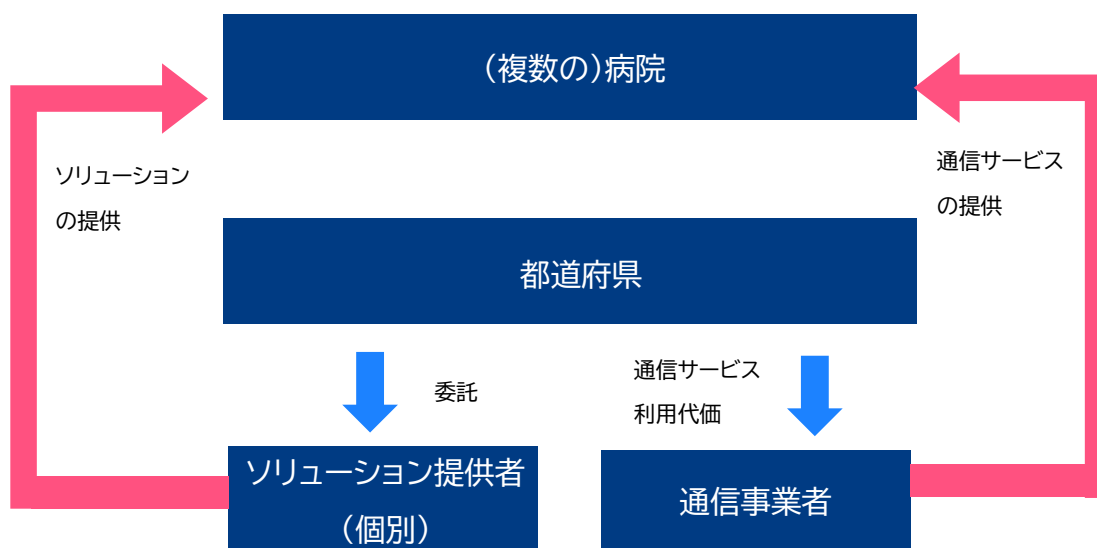 （複数の）病院
ソリューション
の提供
通信サービス
の提供
都道府県
委託
通信サービス
利用代価
ソリューション提供者
（個別）
通信事業者